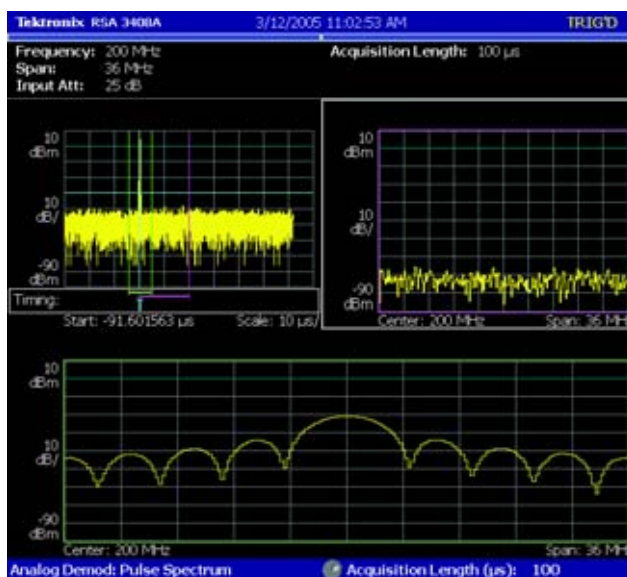 Tektronix RSA 3408A 3/12/2005 11:02:53 AM TRIG'D
Frequency: 200 MHz Acquisition Length: 100 µs
Span: 36 MHz
Input Att: 25 dB
10
dBm
10
dB/
-90
dBm
Timing:
Start: -91.601563 µs Scale: 10 µs/
10
dBm
10
dB/
-90
dBm
Center: 200 MHz Span: 36 MH
10
dBm
10
dB/
-90
dBm
Center: 200 MHz Span: 36 MH
Analog Demod: Pulse Spectrum Acquisition Length (µs): 100